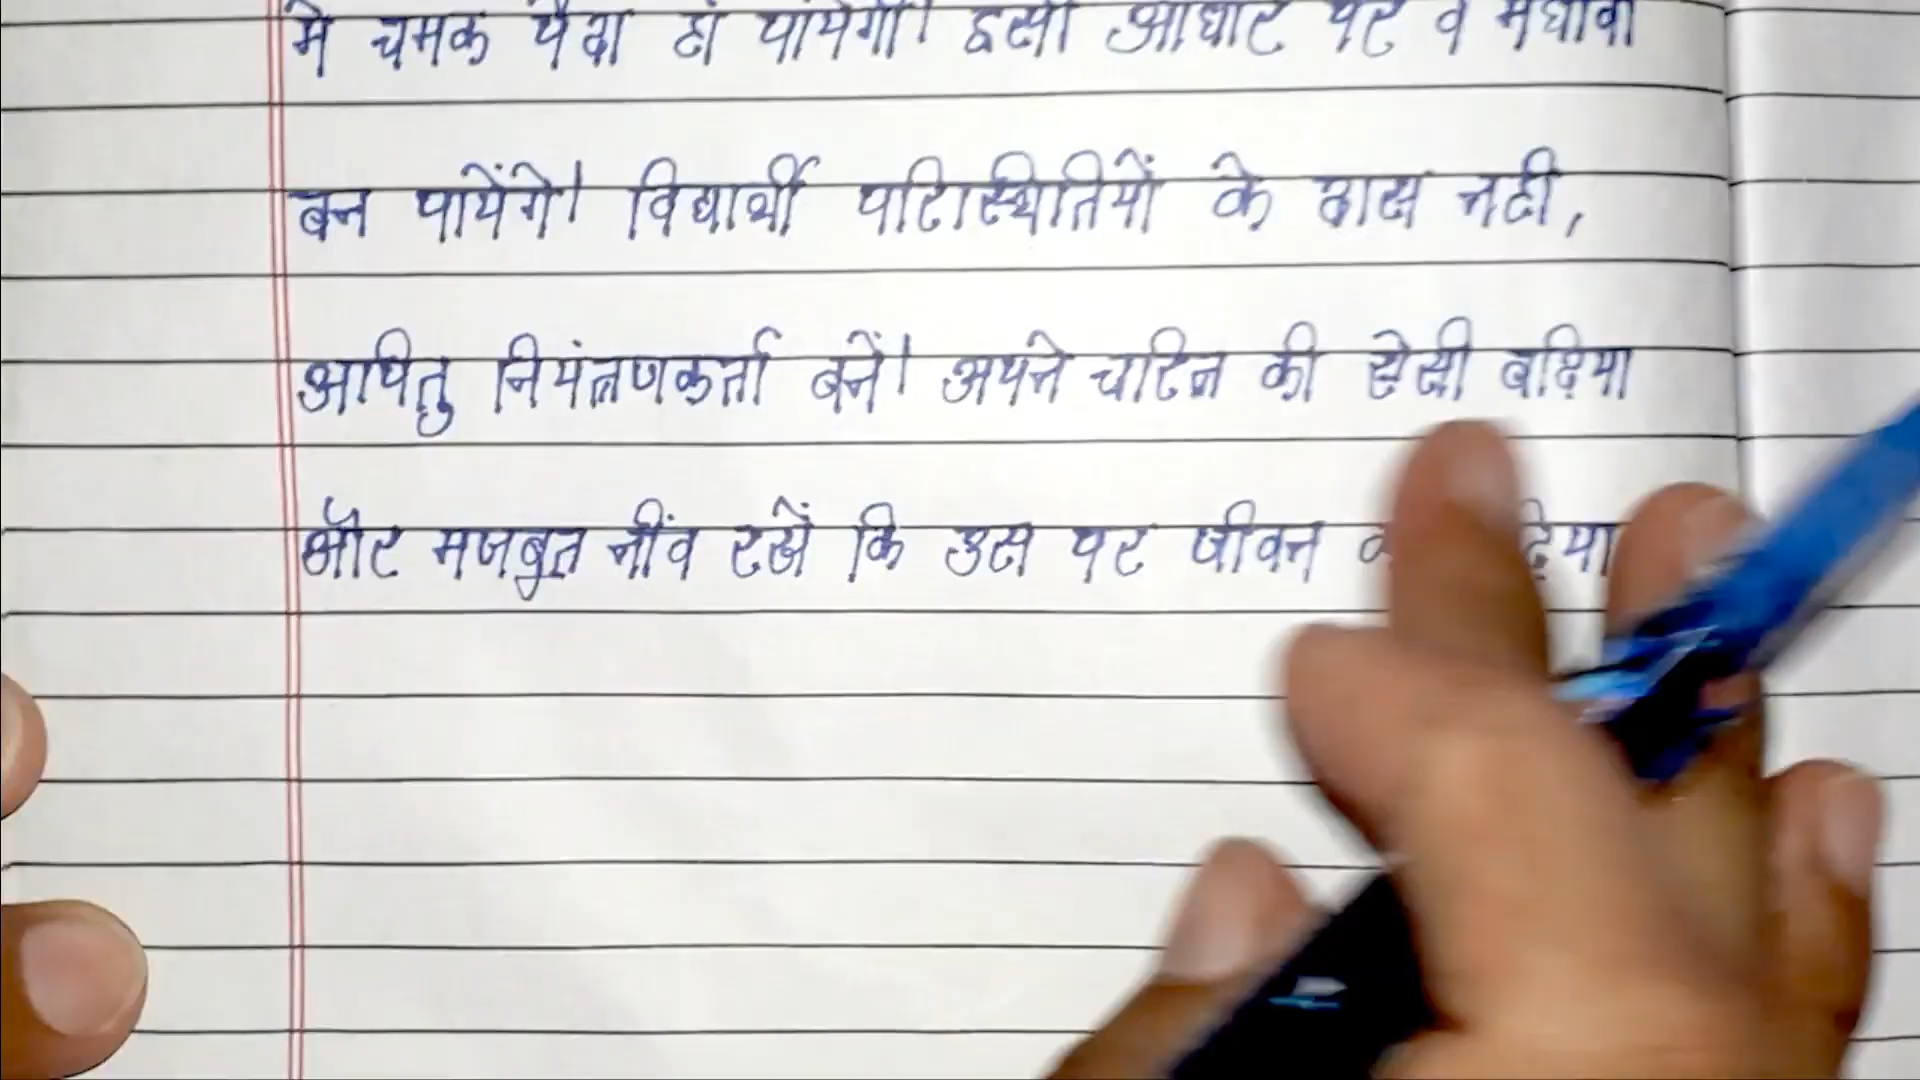 में चमक पैदा हो पायेगी। इसी आधार पर वे मेधावी
बन पायेंगे। विद्यार्थी परिस्थितियों के दास नही,
अपितु नियंत्रणकर्ता बनें। अपने चरित्र की ऐसी बढ़िया
और मजबुत नींव रखें कि उस पर जीवन